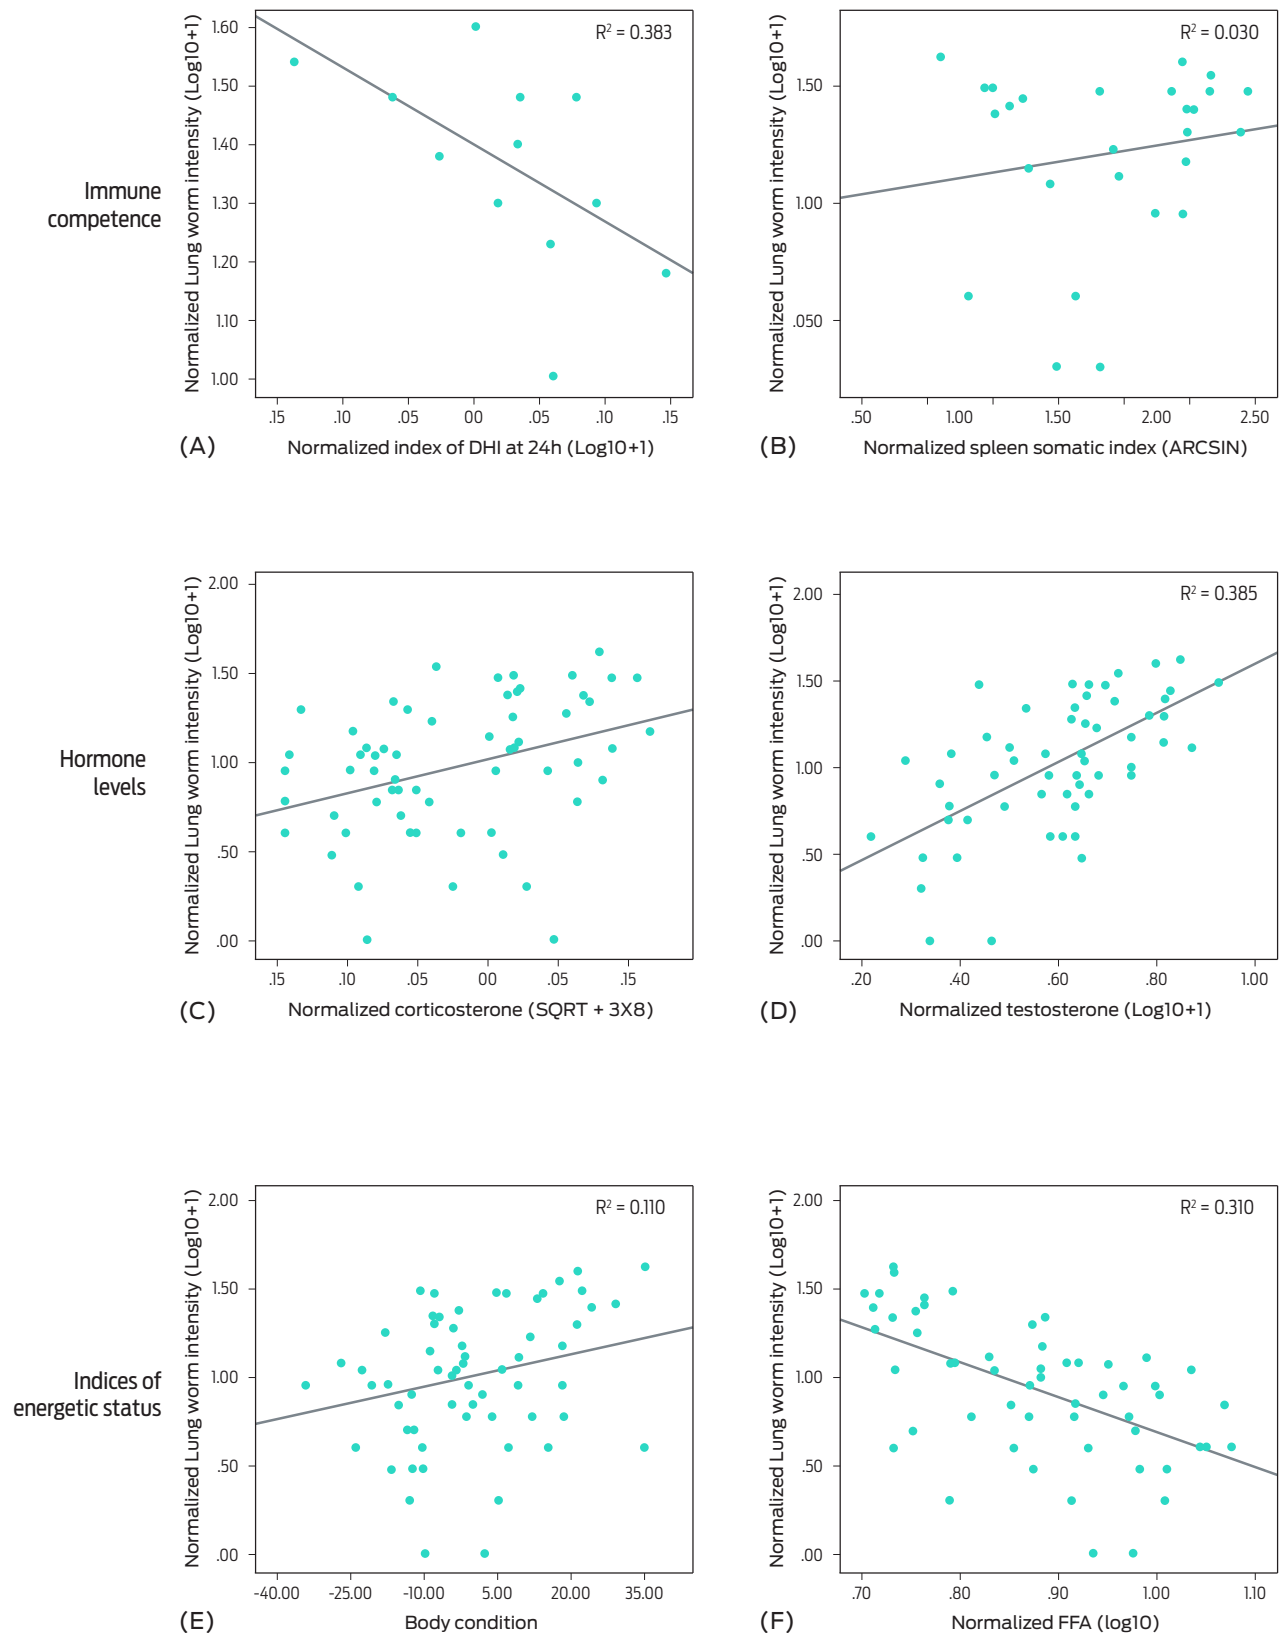 Immune
competence
Normalized Lung worm intensity (Log10+1)
1.60
1.50
1.40
1.30
1.20
1.10
1.00
R² = 0.383
.15 .10 .05 00 .05 .10 .15
(A) Normalized index of DHI at 24h (Log10+1)
Normalized Lung worm intensity (Log10+1)
1.50
1.00
.050
R² = 0.030
.50 1.00 1.50 2.00 2.50
(B) Normalized spleen somatic index (ARCSIN)
Hormone
levels
Normalized Lung worm intensity (Log10+1)
2.00
1.50
1.00
.50
.00
.15 .10 .05 00 .05 .15
(C) Normalized corticosterone (SQRT + 3X8)
Normalized Lung worm intensity (Log10+1)
2.00
1.50
1.00
.50
.00
R² = 0.385
.20 .40 .60 .80 1.00
(D) Normalized testosterone (Log10+1)
Indices of
energetic status
Normalized Lung worm intensity (Log10+1)
2.00
1.50
1.00
.50
.00
R² = 0.110
-40.00 -25.00 -10.00 5.00 20.00 35.00
(E) Body condition
Normalized Lung worm intensity (Log10+1)
2.00
1.50
1.00
.50
.00
R² = 0.310
.70 .80 .90 1.00 1.10
(F) Normalized FFA (log10)